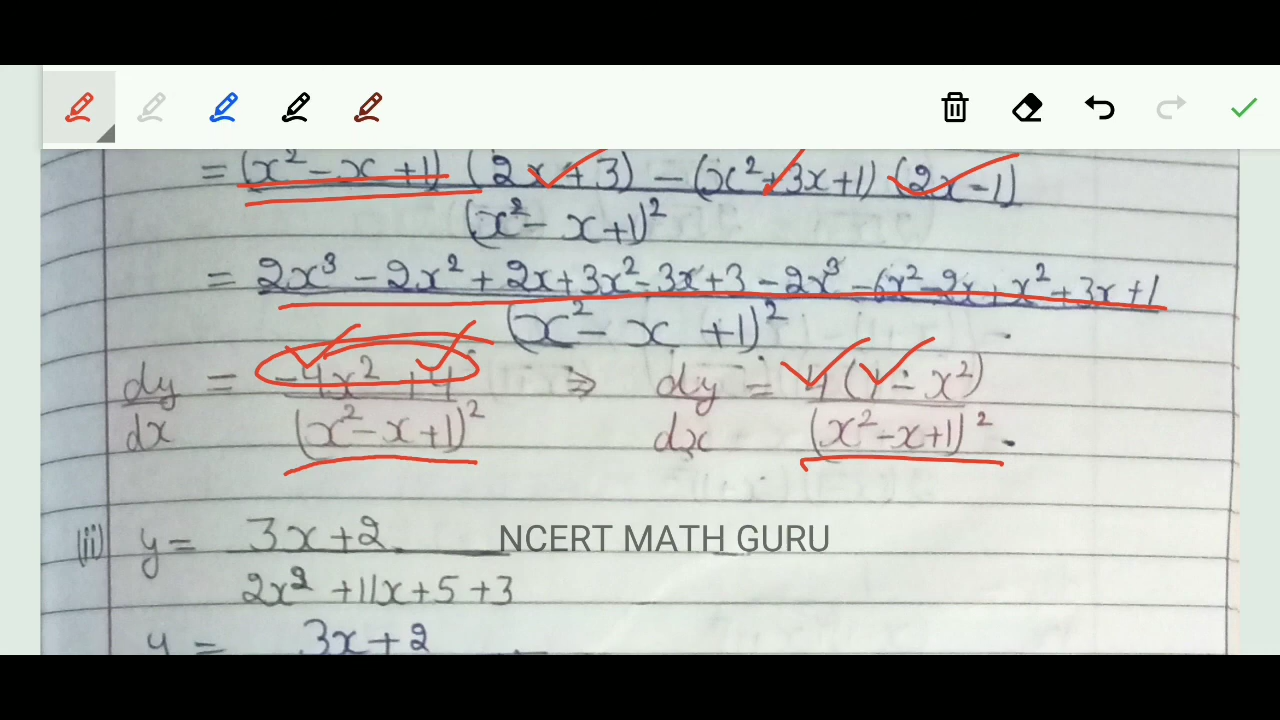 = (x² - x + 1) (2x + 3) - (x² + 3x + 1) (2x - 1)
(x² - x + 1)²
= 2x³ - 2x² + 2x + 3x² - 3x + 3 - 2x³ - 6x² - 2x + x² + 3x + 1
(x² - x + 1)²
dy/dx = -4x² + 4 / (x² - x + 1)² ⇒ dy/dx = 4(1 - x²) / (x² - x + 1)².
(ii) y = 3x + 2
NCERT MATH GURU
2x² + 11x + 5 + 3
y = 3x + 2